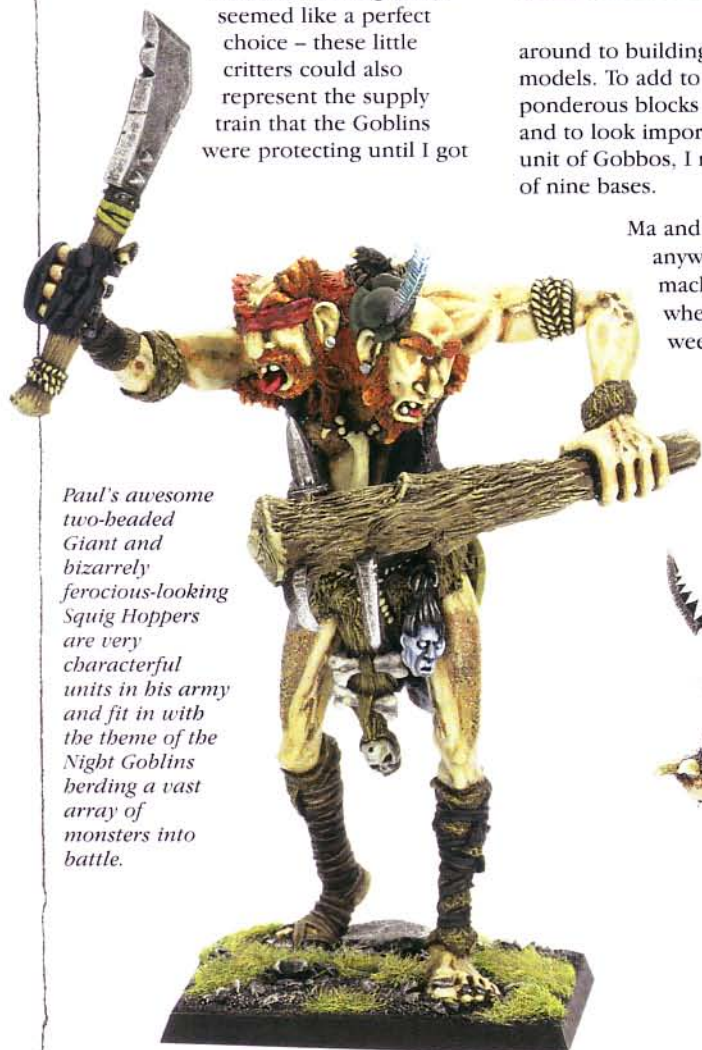 seemed like a perfect
choice – these little
critters could also
represent the supply
train that the Goblins
were protecting until I got
around to building
models. To add to
ponderous blocks
and to look impor
unit of Gobbos, I
of nine bases.
Ma and
anyw
mach
whe
wee
Paul's awesome
two-headed
Giant and
bizarrely
ferocious-looking
Squig Hoppers
are very
characterful
units in his army
and fit in with
the theme of the
Night Goblins
herding a vast
array of
monsters into
battle.